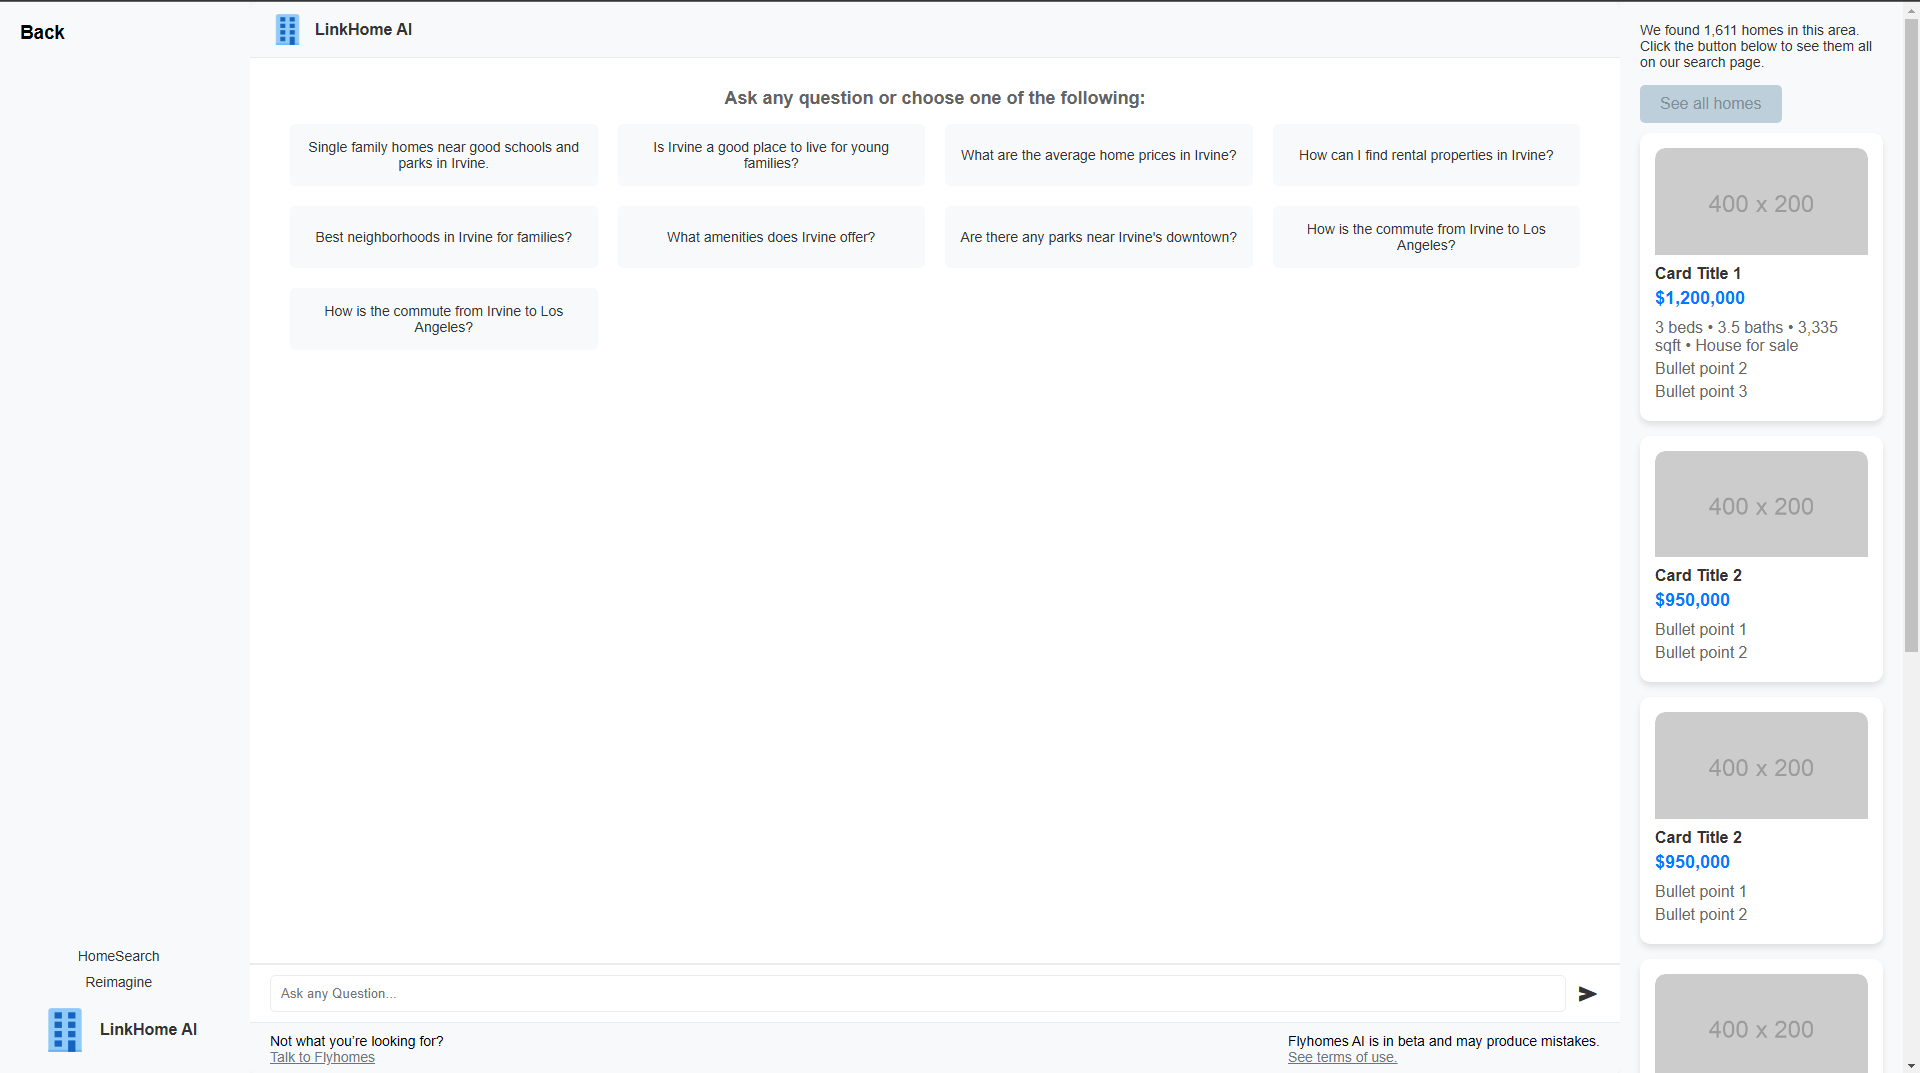 Back
HomeSearch
Reimagine
LinkHome AI
LinkHome AI
Ask any question or choose one of the following:
Single family homes near good schools and
parks in Irvine.
Is Irvine a good place to live for young
families?
What are the average home prices in Irvine?
How can I find rental properties in Irvine?
Best neighborhoods in Irvine for families?
What amenities does Irvine offer?
Are there any parks near Irvine's downtown?
How is the commute from Irvine to Los
Angeles?
How is the commute from Irvine to Los
Angeles?
Ask any Question...
Not what you’re looking for?
Talk to Flyhomes
Flyhomes AI is in beta and may produce mistakes.
See terms of use.
We found 1,611 homes in this area.
Click the button below to see them all
on our search page.
See all homes
400 x 200
Card Title 1
$1,200,000
3 beds • 3.5 baths • 3,335
sqft • House for sale
Bullet point 2
Bullet point 3
400 x 200
Card Title 2
$950,000
Bullet point 1
Bullet point 2
400 x 200
Card Title 2
$950,000
Bullet point 1
Bullet point 2
400 x 200